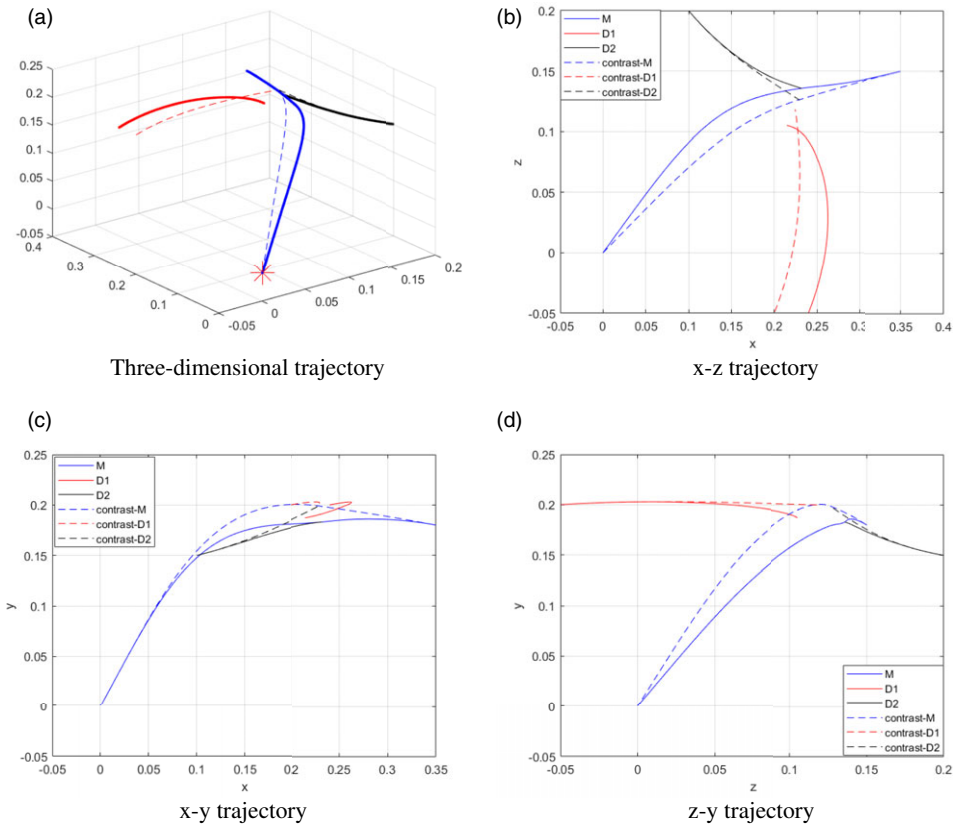 (a)
0.25
0.2
0.15
0.1
0.05
0
-0.05
0.4
0.3
0.2
0.1
0
-0.05
0
0.05
0.1
0.15
0.2
Three-dimensional trajectory
(b)
0.2
0.15
0.1
0.05
0
-0.05
z
M
D1
D2
contrast-M
contrast-D1
contrast-D2
-0.05
0
0.05
0.1
0.15
0.2
0.25
0.3
0.35
0.4
x
x-z trajectory
(c)
0.25
0.2
0.15
0.1
0.05
0
-0.05
y
M
D1
D2
contrast-M
contrast-D1
contrast-D2
-0.05
0
0.05
0.1
0.15
0.2
0.25
0.3
0.35
x
x-y trajectory
(d)
0.25
0.2
0.15
0.1
0.05
0
-0.05
y
M
D1
D2
contrast-M
contrast-D1
contrast-D2
-0.05
0
0.05
0.1
0.15
0.2
z
z-y trajectory